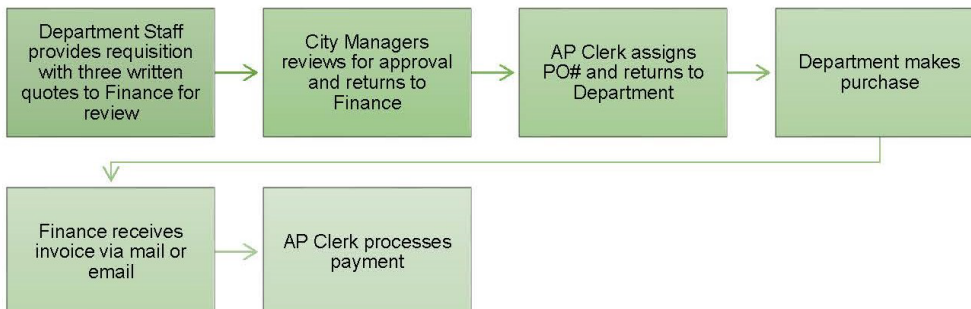 Department Staff
provides requisition
with three written
quotes to Finance for
review
City Managers
reviews for approval
and returns to
Finance
AP Clerk assigns
PO# and returns to
Department
Department makes
purchase
Finance receives
invoice via mail or
email
AP Clerk processes
payment